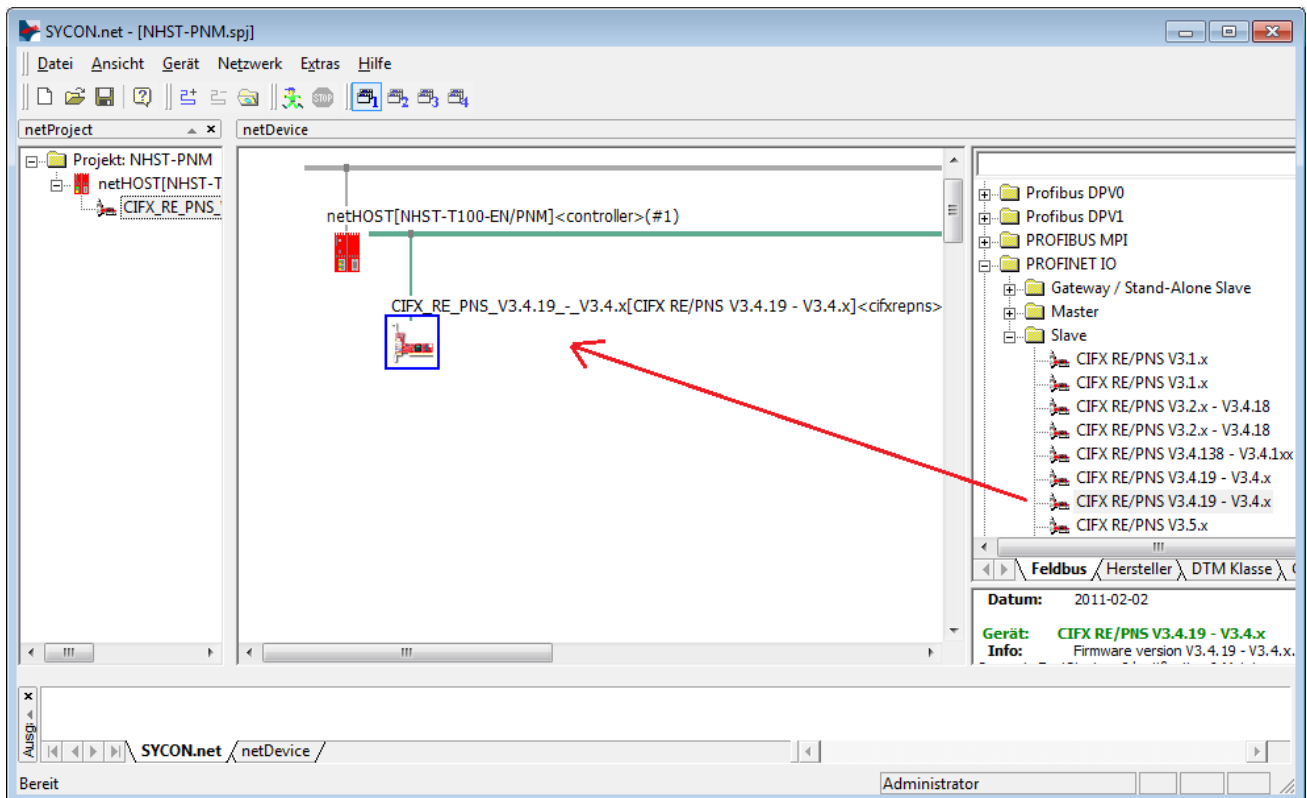 SYCON.net - [NHST-PNM.spj]
Datei Ansicht Gerät Netzwerk Extras Hilfe
STOP 1 2 3 4
netProject
netDevice
Projekt: NHST-PNM
netHOST[NHST-T
CIFX_RE_PNS_
netHOST[NHST-T100-EN/PNM]<controller>(#1)
CIFX_RE_PNS_V3.4.19_-_V3.4.x[CIFX RE/PNS V3.4.19 - V3.4.x]<cifxrepns>
Profibus DPV0
Profibus DPV1
PROFIBUS MPI
PROFINET IO
Gateway / Stand-Alone Slave
Master
Slave
CIFX RE/PNS V3.1.x
CIFX RE/PNS V3.1.x
CIFX RE/PNS V3.2.x - V3.4.18
CIFX RE/PNS V3.2.x - V3.4.18
CIFX RE/PNS V3.4.138 - V3.4.1xx
CIFX RE/PNS V3.4.19 - V3.4.x
CIFX RE/PNS V3.4.19 - V3.4.x
CIFX RE/PNS V3.5.x
Feldbus Hersteller DTM Klasse
Datum: 2011-02-02
Gerät: CIFX RE/PNS V3.4.19 - V3.4.x
Info: Firmware version V3.4.19 - V3.4.x.
Ausg
SYCON.net netDevice
Bereit
Administrator